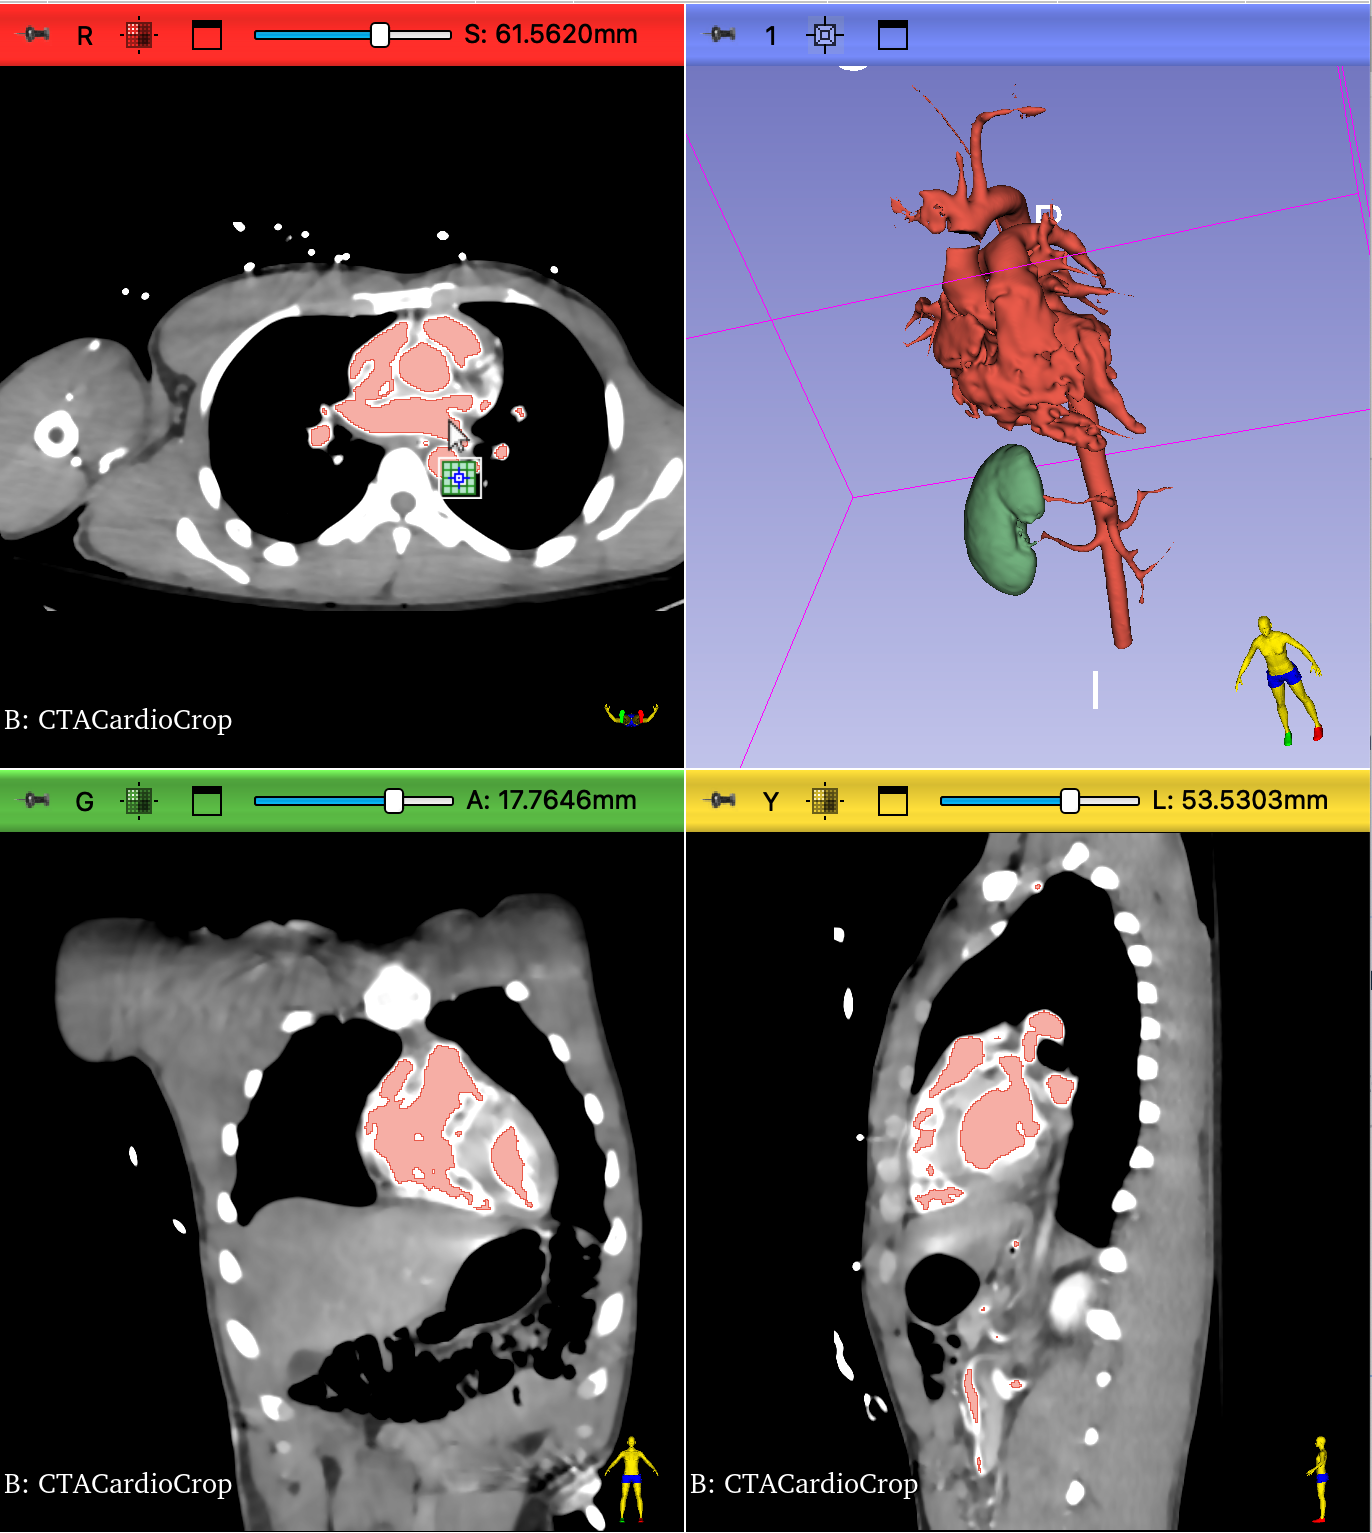 R S: 61.5620mm
1
R
I
B: CTACardioCrop
G A: 17.7646mm
Y L: 53.5303mm
B: CTACardioCrop
B: CTACardioCrop